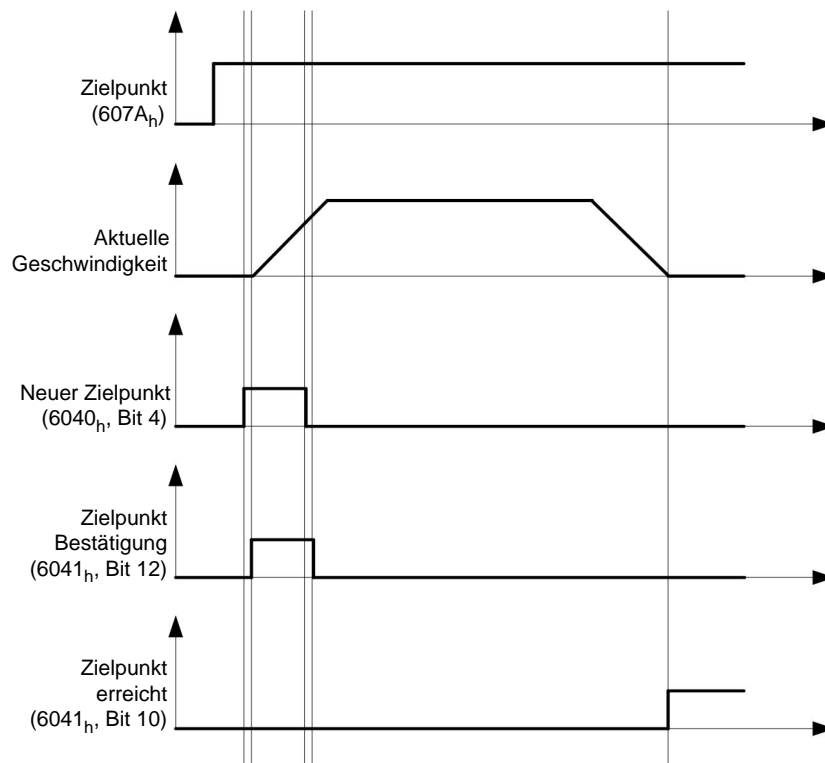 Zielpunkt
(607Aₕ)
Aktuelle
Geschwindigkeit
Neuer Zielpunkt
(6040ₕ, Bit 4)
Zielpunkt
Bestätigung
(6041ₕ, Bit 12)
Zielpunkt
erreicht
(6041ₕ, Bit 10)